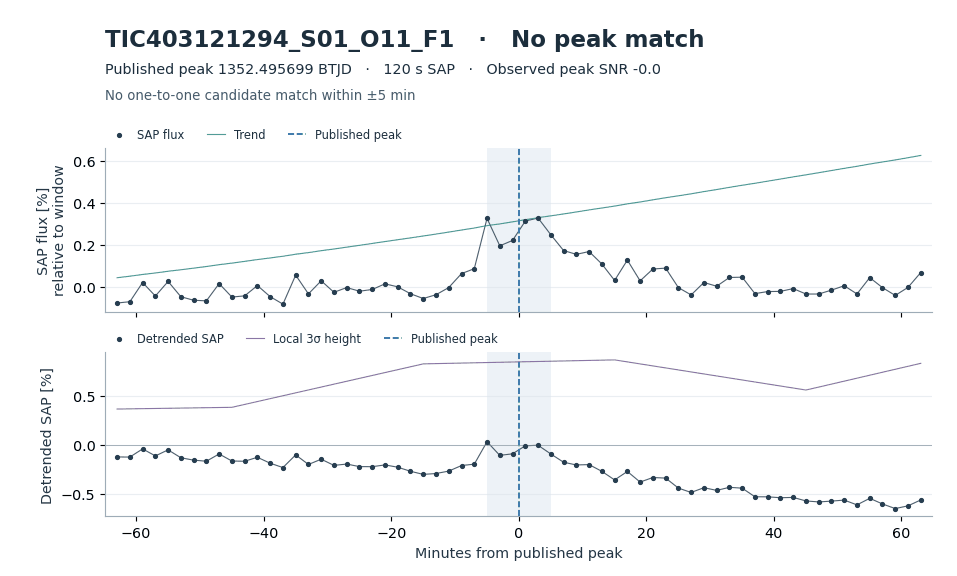 TIC403121294_S01_O11_F1 · No peak match
Published peak 1352.495699 BTJD · 120 s SAP · Observed peak SNR -0.0
No one-to-one candidate match within ±5 min
SAP flux Trend Published peak
SAP flux [%]
relative to window
0.6
0.4
0.2
0.0
Detrended SAP Local 3σ height Published peak
Detrended SAP [%]
0.5
0.0
−0.5
−60 −40 −20 0 20 40 60
Minutes from published peak